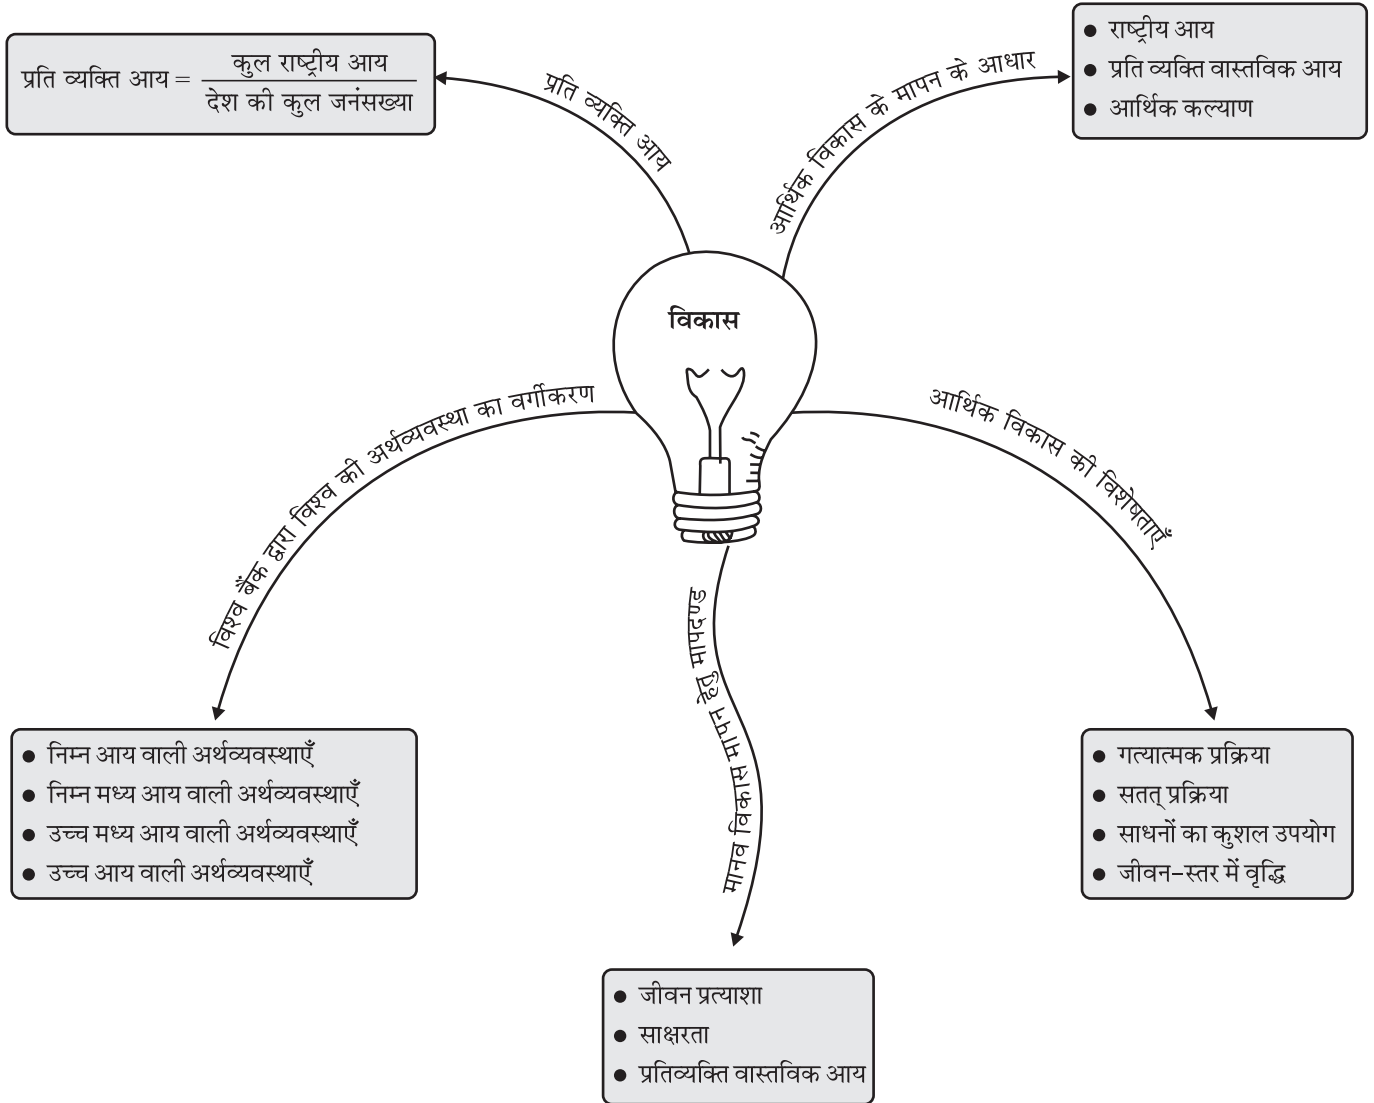 प्रति व्यक्ति आय = कुल राष्ट्रीय आय
देश की कुल जनंसख्या
प्रति व्यक्ति आय
आर्थिक विकास के मापन के आधार
● राष्ट्रीय आय
● प्रति व्यक्ति वास्तविक आय
● आर्थिक कल्याण
विकास
विश्व बैंक द्वारा विश्व की अर्थव्यवस्था का वर्गीकरण
आर्थिक विकास की विशेषताएँ
मानव विकास मापन हेतु मापदण्ड
● निम्न आय वाली अर्थव्यवस्थाएँ
● निम्न मध्य आय वाली अर्थव्यवस्थाएँ
● उच्च मध्य आय वाली अर्थव्यवस्थाएँ
● उच्च आय वाली अर्थव्यवस्थाएँ
● गत्यात्मक प्रक्रिया
● सतत् प्रक्रिया
● साधनों का कुशल उपयोग
● जीवन-स्तर में वृद्धि
● जीवन प्रत्याशा
● साक्षरता
● प्रतिव्यक्ति वास्तविक आय